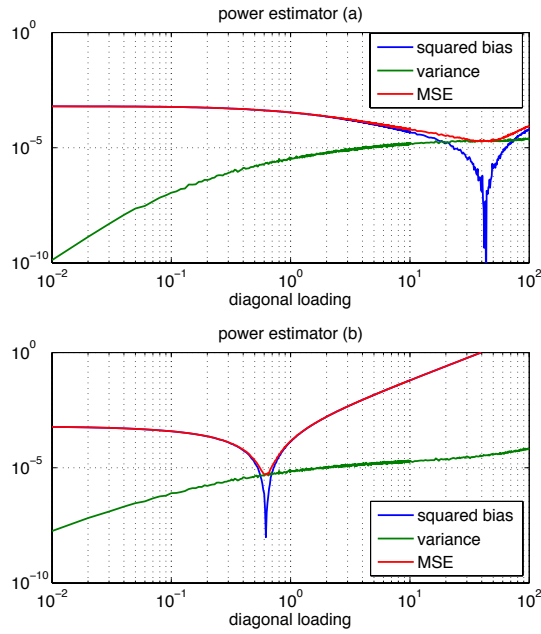 power estimator (a)
10^0
squared bias
variance
MSE
10^-5
10^-10
10^-2
10^-1
10^0
10^1
10^2
diagonal loading
power estimator (b)
10^0
10^-5
squared bias
variance
MSE
10^-10
10^-2
10^-1
10^0
10^1
10^2
diagonal loading